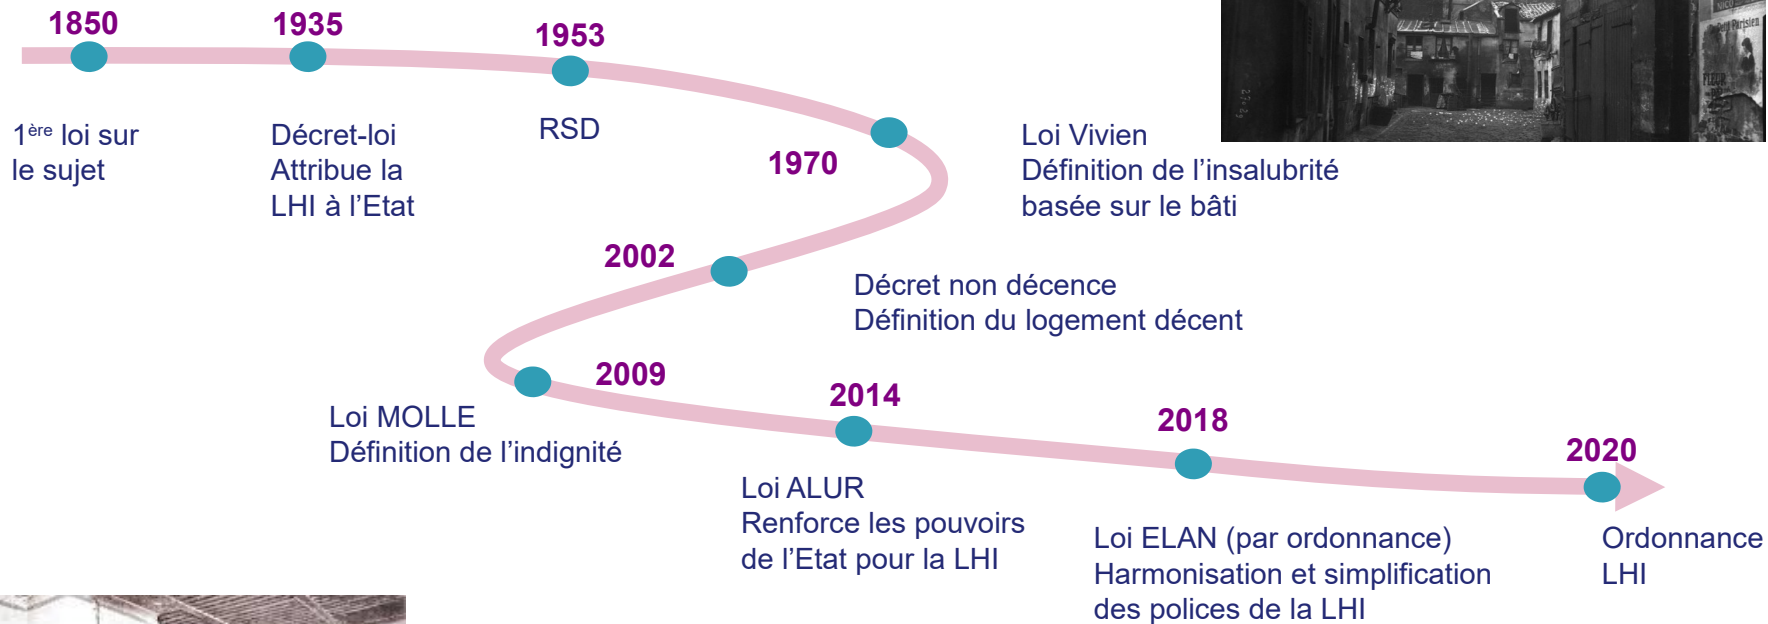 1850
1ère loi sur
le sujet
1935
Décret-loi
Attribue la
LHI à l'Etat
1953
RSD
1970
Loi Vivien
Définition de l'insalubrité
basée sur le bâti
2002
Décret non décence
Définition du logement décent
2009
Loi MOLLE
Définition de l'indignité
2014
Loi ALUR
Renforce les pouvoirs
de l'Etat pour la LHI
2018
Loi ELAN (par ordonnance)
Harmonisation et simplification
des polices de la LHI
2020
Ordonnance
LHI
Parisien